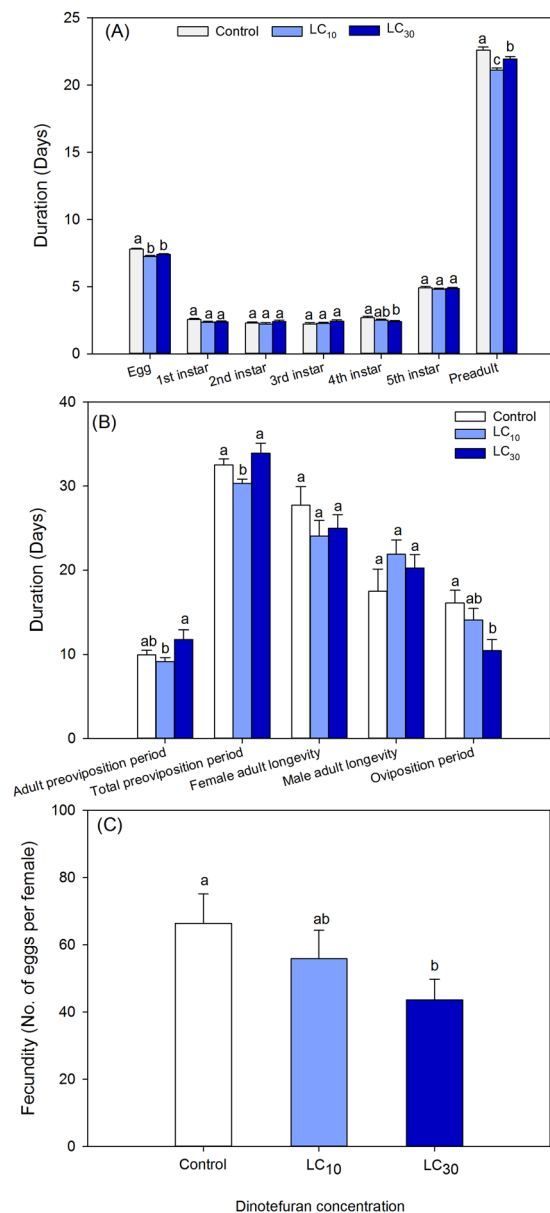 (A)
Control LC10 LC30
Duration (Days)
25
20
15
10
5
0
a b b
a a a
a a a
a a a
a ab b
a a a
a c b
Egg 1st instar 2nd instar 3rd instar 4th instar 5th instar Preadult
(B)
Control
LC10
LC30
Duration (Days)
40
30
20
10
0
ab b a
a b a
a a a
a a a
a ab b
Adult preoviposition period
Total preoviposition period
Female adult longevity
Male adult longevity
Oviposition period
(C)
Fecundity (No. of eggs per female)
100
80
60
40
20
0
a ab b
Control LC10 LC30
Dinotefuran concentration